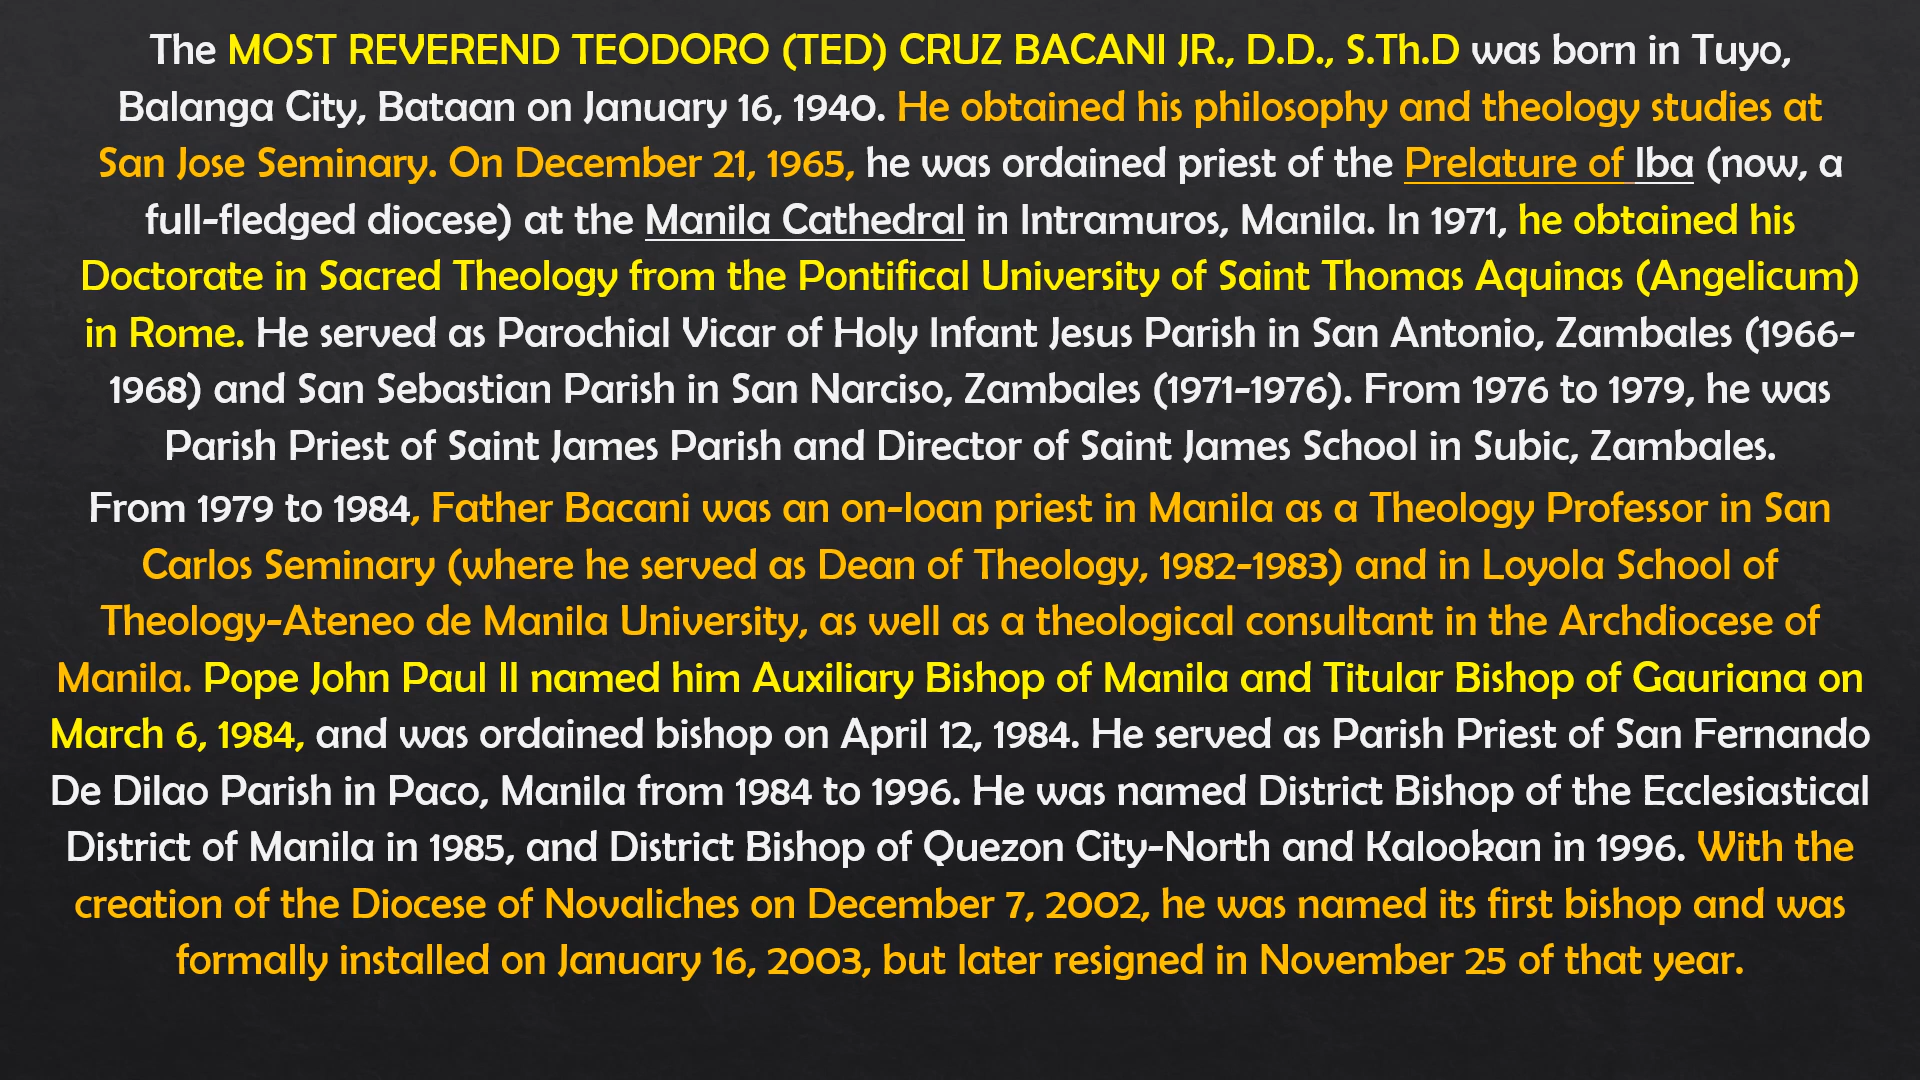 The MOST REVEREND TEODORO (TED) CRUZ BACANI JR., D.D., S.Th.D was born in Tuyo,
Balanga City, Bataan on January 16, 1940. He obtained his philosophy and theology studies at
San Jose Seminary. On December 21, 1965, he was ordained priest of the Prelature of Iba (now, a
full-fledged diocese) at the Manila Cathedral in Intramuros, Manila. In 1971, he obtained his
Doctorate in Sacred Theology from the Pontifical University of Saint Thomas Aquinas (Angelicum)
in Rome. He served as Parochial Vicar of Holy Infant Jesus Parish in San Antonio, Zambales (1966-
1968) and San Sebastian Parish in San Narciso, Zambales (1971-1976). From 1976 to 1979, he was
Parish Priest of Saint James Parish and Director of Saint James School in Subic, Zambales.
From 1979 to 1984, Father Bacani was an on-loan priest in Manila as a Theology Professor in San
Carlos Seminary (where he served as Dean of Theology, 1982-1983) and in Loyola School of
Theology-Ateneo de Manila University, as well as a theological consultant in the Archdiocese of
Manila. Pope John Paul II named him Auxiliary Bishop of Manila and Titular Bishop of Gauriana on
March 6, 1984, and was ordained bishop on April 12, 1984. He served as Parish Priest of San Fernando
De Dilao Parish in Paco, Manila from 1984 to 1996. He was named District Bishop of the Ecclesiastical
District of Manila in 1985, and District Bishop of Quezon City-North and Kalookan in 1996. With the
creation of the Diocese of Novaliches on December 7, 2002, he was named its first bishop and was
formally installed on January 16, 2003, but later resigned in November 25 of that year.